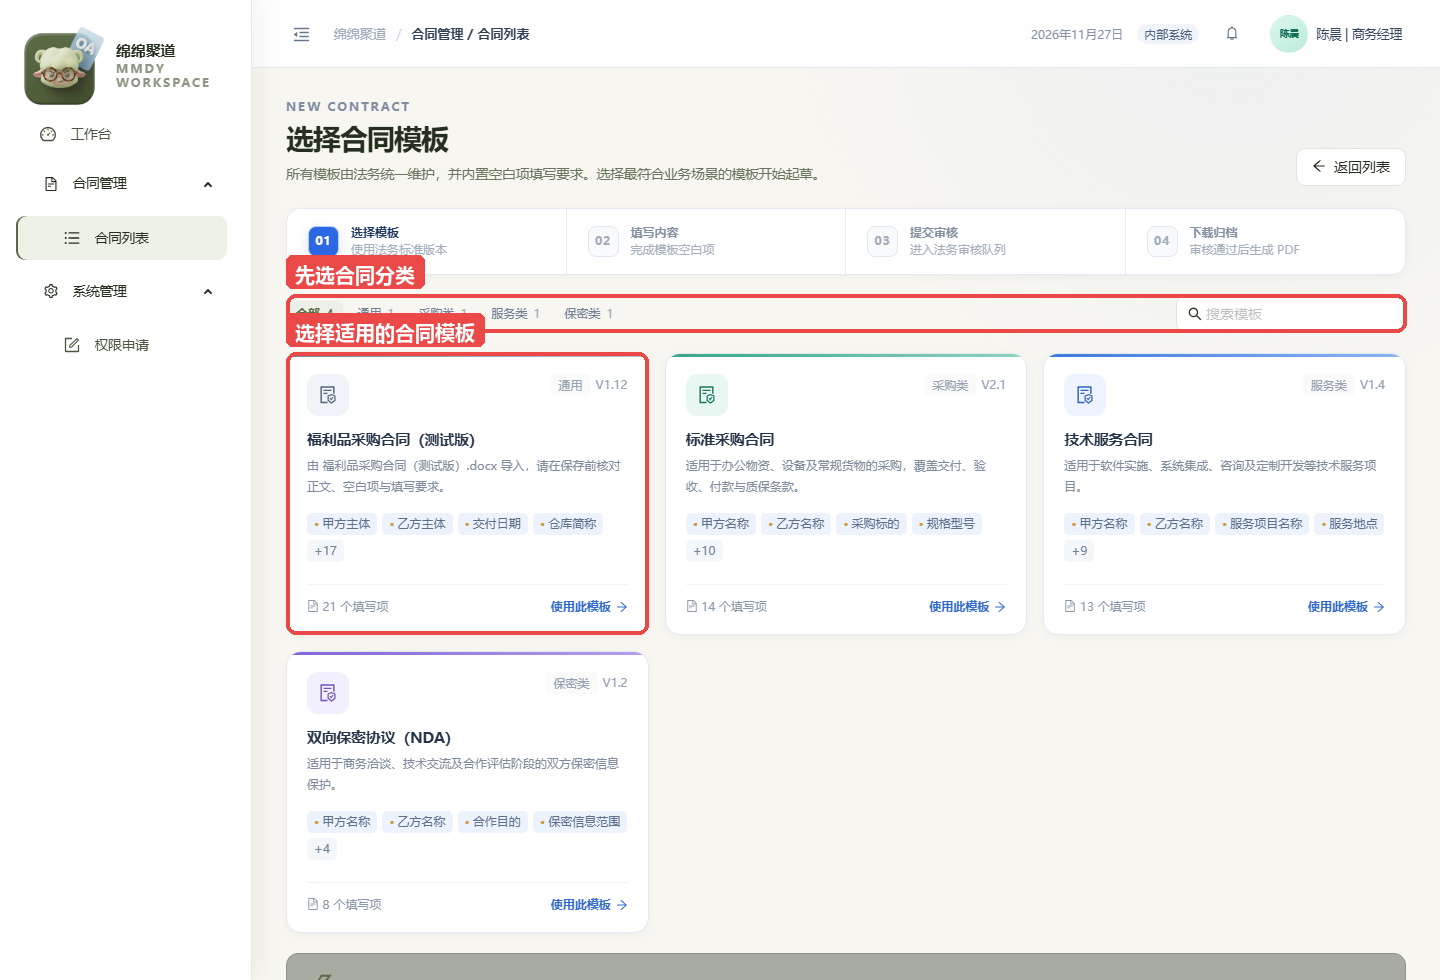 OA
绵绵聚道
MMDY
WORKSPACE
工作台
合同管理
合同列表
系统管理
权限申请
绵绵聚道 / 合同管理 / 合同列表
2026年11月27日 内部系统 陈晨 陈晨 | 商务经理
NEW CONTRACT
选择合同模板
所有模板由法务统一维护，并内置空白项填写要求。选择最符合业务场景的模板开始起草。
返回列表
01 选择模板
使用法务标准版本
02 填写内容
完成模板空白项
03 提交审核
进入法务审核队列
04 下载归档
审核通过后生成 PDF
先选合同分类
全部 4 通用 1 采购类 1 服务类 1 保密类 1
搜索模板
选择适用的合同模板
通用 V1.12
福利品采购合同（测试版）
由 福利品采购合同（测试版）.docx 导入，请在保存前核对
正文、空白项与填写要求。
甲方主体 乙方主体 交付日期 仓库简称
+17
21 个填写项 使用此模板
采购类 V2.1
标准采购合同
适用于办公物资、设备及常规货物的采购，覆盖交付、验
收、付款与质保条款。
甲方名称 乙方名称 采购标的 规格型号
+10
14 个填写项 使用此模板
服务类 V1.4
技术服务合同
适用于软件实施、系统集成、咨询及定制开发等技术服务项
目。
甲方名称 乙方名称 服务项目名称 服务地点
+9
13 个填写项 使用此模板
保密类 V1.2
双向保密协议（NDA）
适用于商务洽谈、技术交流及合作评估阶段的双方保密信息
保护。
甲方名称 乙方名称 合作目的 保密信息范围
+4
8 个填写项 使用此模板